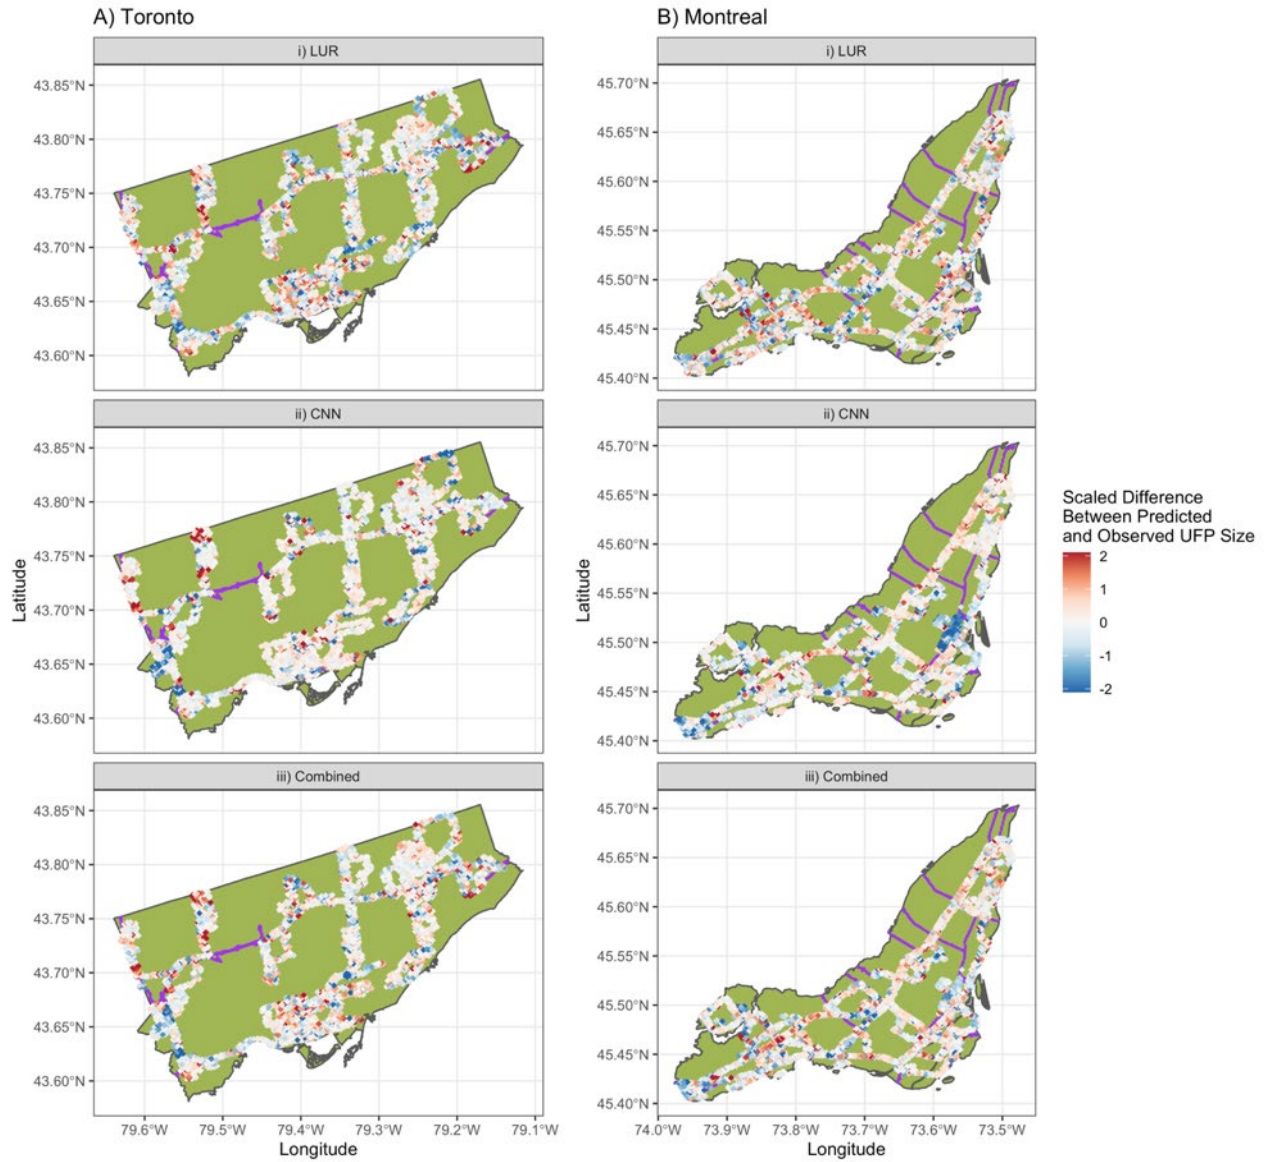 A) Toronto
B) Montreal
i) LUR
i) LUR
43.85°N
43.80°N
43.75°N
43.70°N
43.65°N
43.60°N
45.70°N
45.65°N
45.60°N
45.55°N
45.50°N
45.45°N
45.40°N
ii) CNN
ii) CNN
43.85°N
43.80°N
43.75°N
43.70°N
43.65°N
43.60°N
Latitude
45.70°N
45.65°N
45.60°N
45.55°N
45.50°N
45.45°N
45.40°N
Latitude
Scaled Difference
Between Predicted
and Observed UFP Size
2
1
0
-1
-2
iii) Combined
iii) Combined
43.85°N
43.80°N
43.75°N
43.70°N
43.65°N
43.60°N
45.70°N
45.65°N
45.60°N
45.55°N
45.50°N
45.45°N
45.40°N
79.6°W 79.5°W 79.4°W 79.3°W 79.2°W 79.1°W
Longitude
74.0°W 73.9°W 73.8°W 73.7°W 73.6°W 73.5°W
Longitude